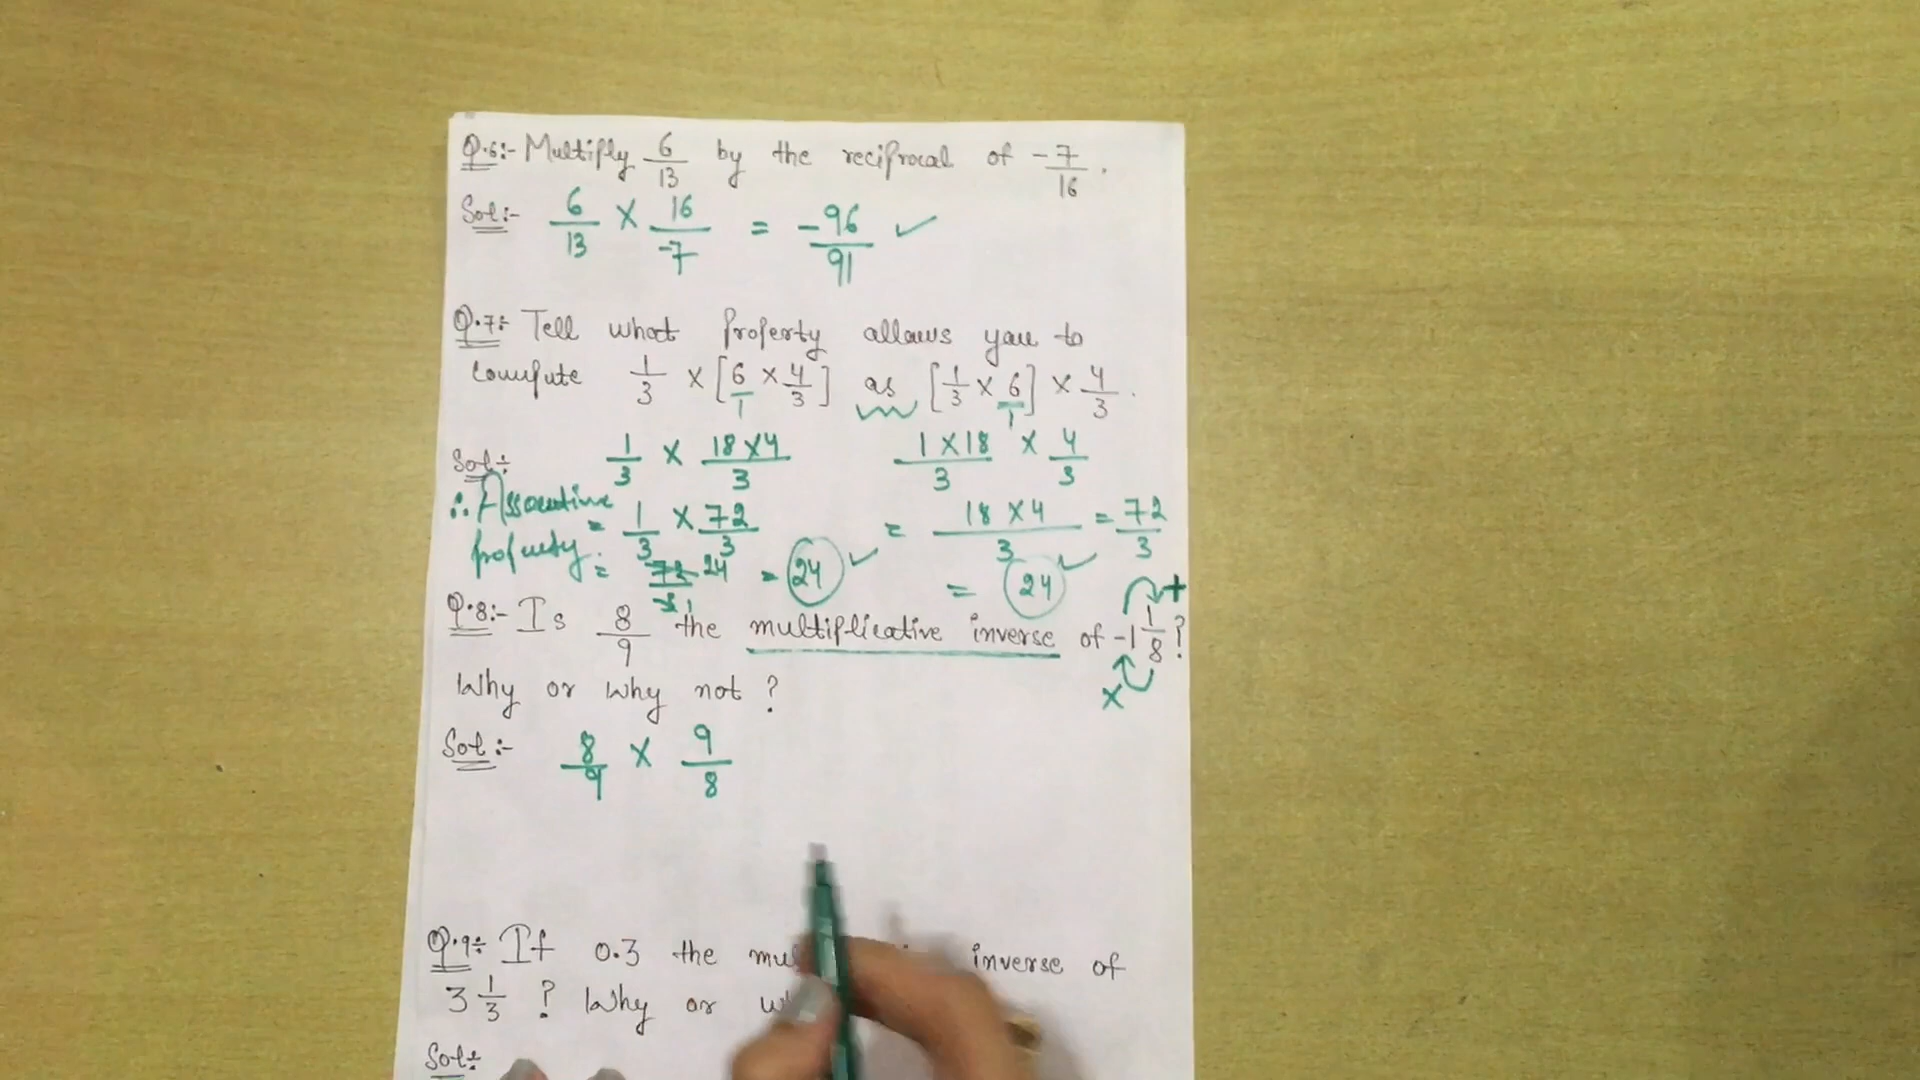 Q.6:- Multiply 6/13 by the reciprocal of -7/16.
Sol:- 6/13 × 16/-7 = -96/91 ✓
Q.7:- Tell what property allows you to
compute 1/3 × [6/1 × 4/3] as [1/3 × 6/1] × 4/3.
Sol:- 1/3 × 18×4/3 1×18/3 × 4/3
∴ Associative = 1/3 × 72/3 = 18×4/3 = 72/3
property. = 72/3 24/1 = 24 ✓ = 24 ✓
Q.8:- Is 8/9 the multiplicative inverse of -1 1/8? + ×
Why or why not?
Sol:- 8/9 × 9/8
Q.9:- If 0.3 the inverse of
3 1/3? Why or
Sol:-